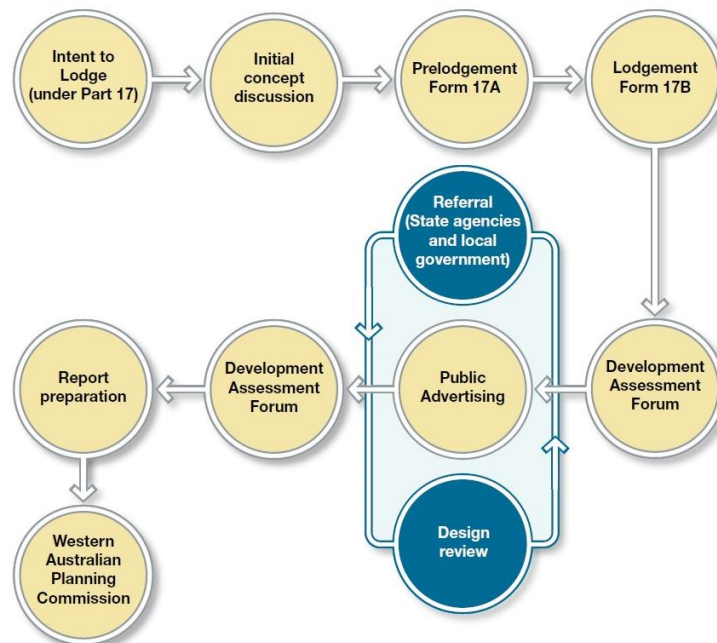 Intent to
Lodge
(under Part 17)
Initial
concept
discussion
Prelodgement
Form 17A
Lodgement
Form 17B
Referral
(State agencies
and local
government)
Development
Assessment
Forum
Public
Advertising
Development
Assessment
Forum
Report
preparation
Design
review
Western
Australian
Planning
Commission